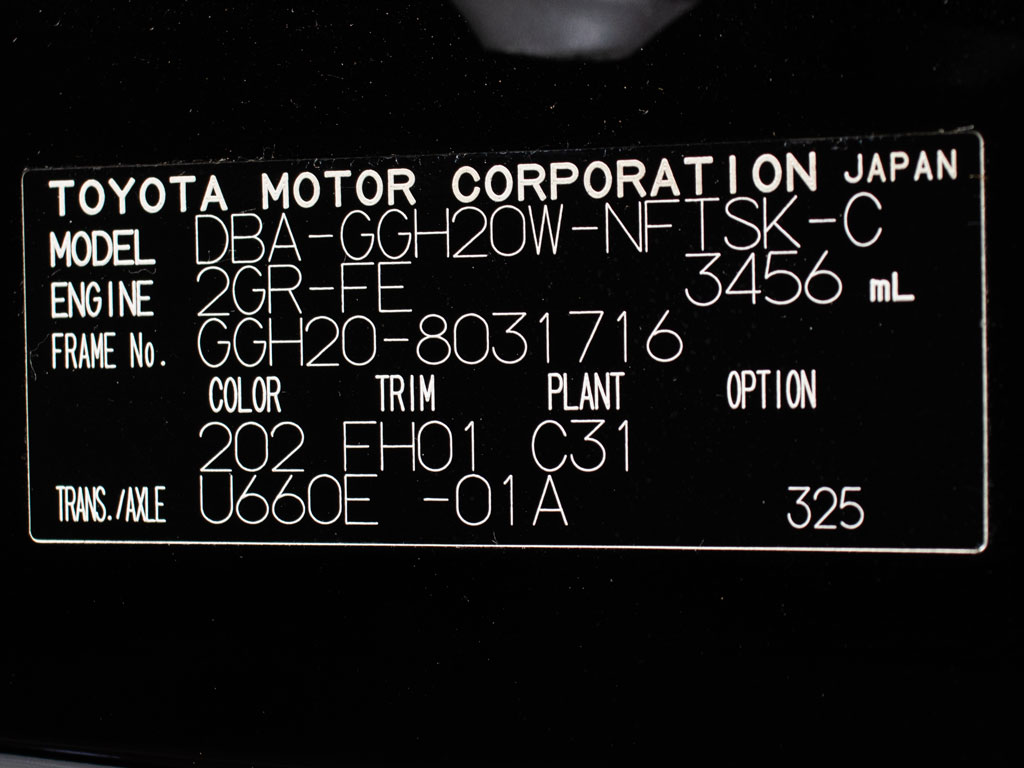 TOYOTA MOTOR CORPORATION JAPAN
MODEL DBA-GGH20W-NFTSK-C
ENGINE 2GR-FE 3456 mL
FRAME No. GGH20-8031716
COLOR TRIM PLANT OPTION
202 FH01 C31
TRANS./AXLE U660E -01A 325